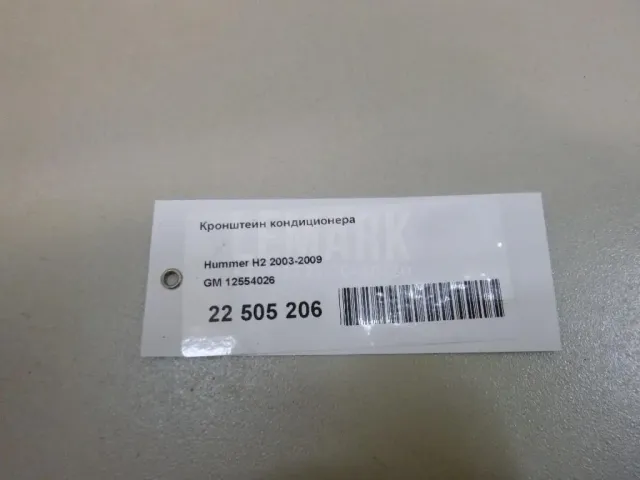 Кронштейн кондиционера
Hummer H2 2003-2009
GM 12554026
22 505 206